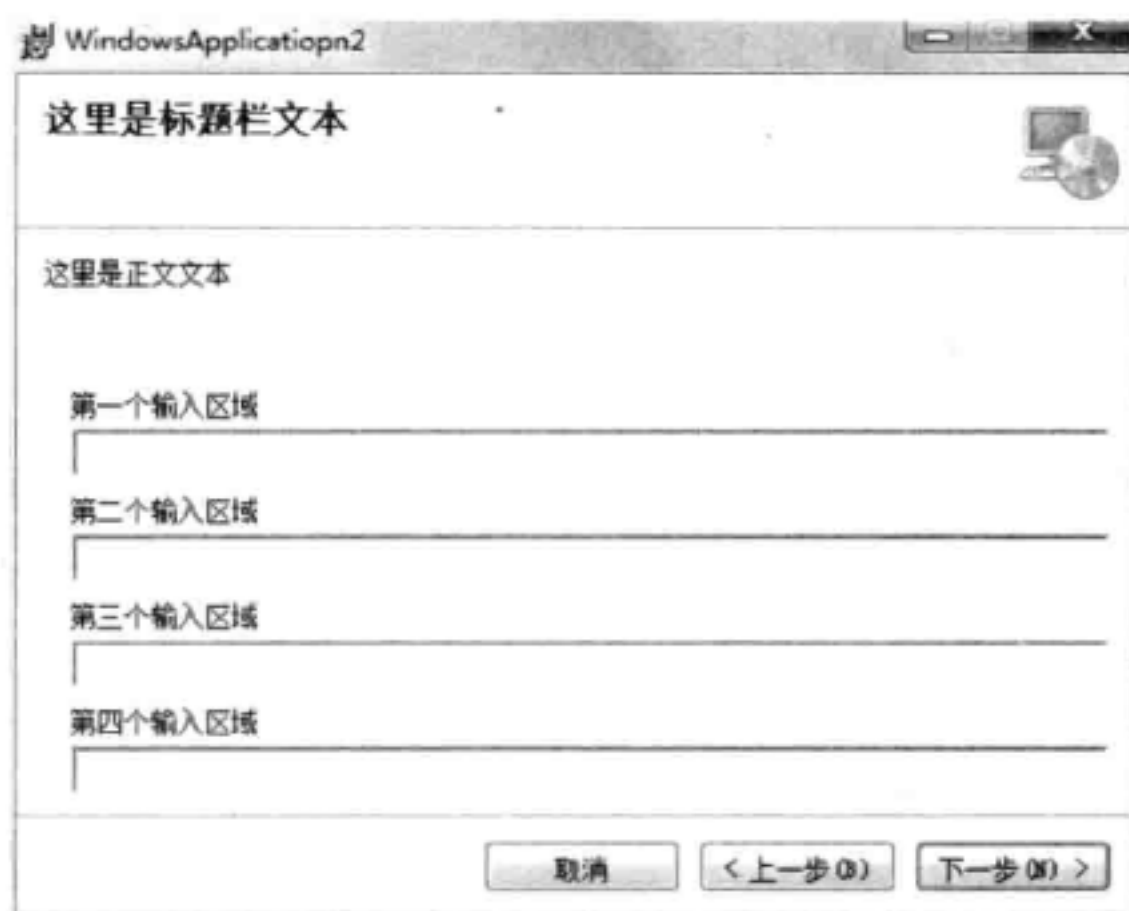 WindowsApplicatiopn2
这里是标题栏文本
这里是正文文本
第一个输入区域
第二个输入区域
第三个输入区域
第四个输入区域
取消
<上一步(B)
下一步(N) >